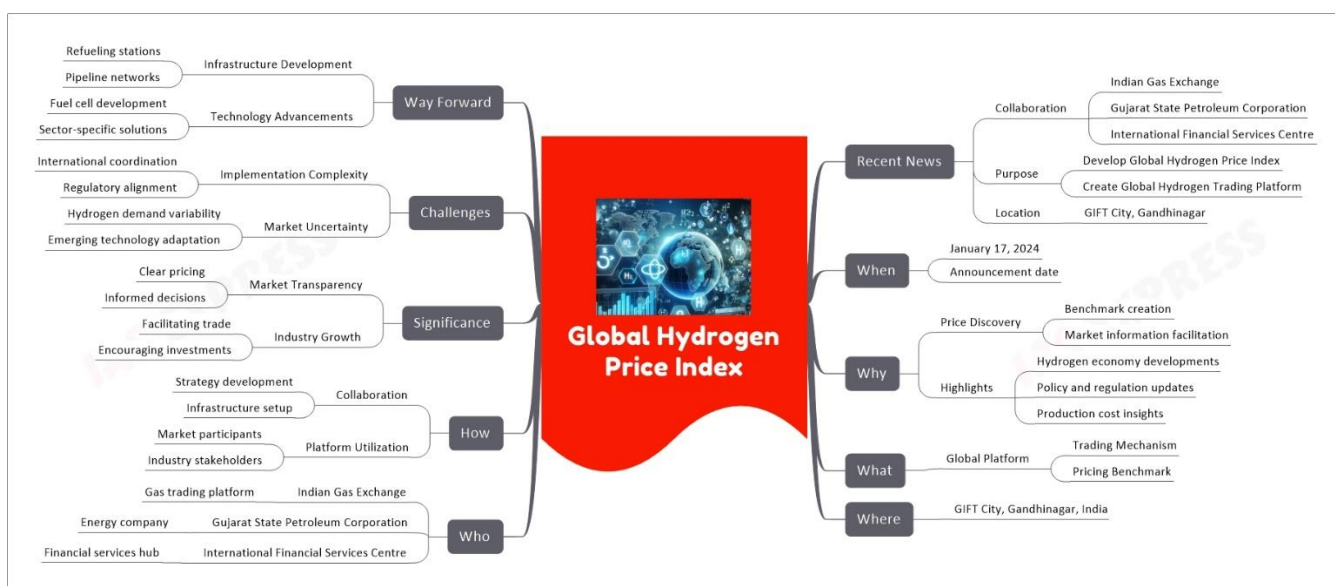 Global Hydrogen
Price Index
Recent News
Collaboration
Indian Gas Exchange
Gujarat State Petroleum Corporation
International Financial Services Centre
Purpose
Develop Global Hydrogen Price Index
Create Global Hydrogen Trading Platform
Location
GIFT City, Gandhinagar
When
January 17, 2024
Announcement date
Why
Price Discovery
Benchmark creation
Market information facilitation
Highlights
Hydrogen economy developments
Policy and regulation updates
Production cost insights
What
Global Platform
Trading Mechanism
Pricing Benchmark
Where
GIFT City, Gandhinagar, India
Way Forward
Infrastructure Development
Refueling stations
Pipeline networks
Technology Advancements
Fuel cell development
Sector-specific solutions
Challenges
Implementation Complexity
International coordination
Regulatory alignment
Market Uncertainty
Hydrogen demand variability
Emerging technology adaptation
Significance
Market Transparency
Clear pricing
Informed decisions
Industry Growth
Facilitating trade
Encouraging investments
How
Collaboration
Strategy development
Infrastructure setup
Platform Utilization
Market participants
Industry stakeholders
Who
Indian Gas Exchange
Gas trading platform
Gujarat State Petroleum Corporation
Energy company
International Financial Services Centre
Financial services hub